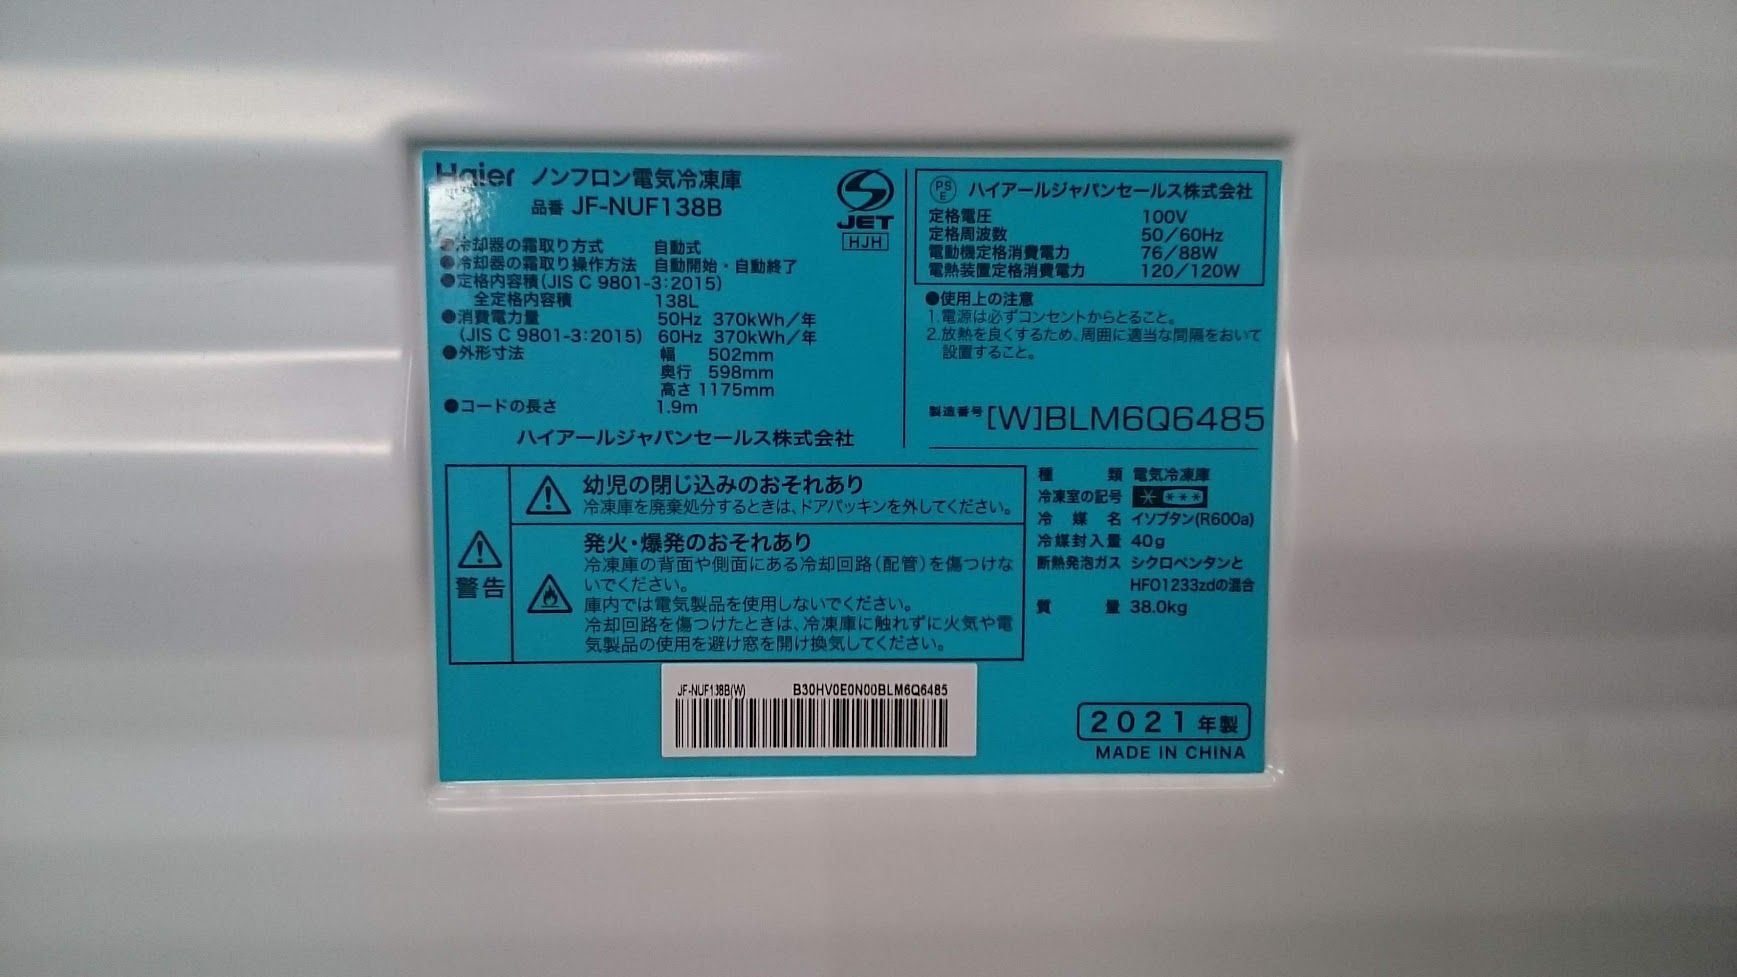 Haier ノンフロン電気冷凍庫
品番 JF-NUF138B
JET
HJH
●冷却器の霜取り方式 自動式
●冷却器の霜取り操作方法 自動開始・自動終了
●定格内容積(JIS C 9801-3:2015)
全定格内容積 138L
●消費電力量 50Hz 370kWh/年
(JIS C 9801-3:2015) 60Hz 370kWh/年
●外形寸法 幅 502mm
奥行 598mm
高さ 1175mm
●コードの長さ 1.9m
ハイアールジャパンセールス株式会社
PS
E
ハイアールジャパンセールス株式会社
定格電圧 100V
定格周波数 50/60Hz
電動機定格消費電力 76/88W
電熱装置定格消費電力 120/120W
●使用上の注意
1.電源は必ずコンセントからとること。
2.放熱を良くするため、周囲に適当な間隔をおいて
設置すること。
製造番号 [W]BLM6Q6485
警告
幼児の閉じ込みのおそれあり
冷凍庫を廃棄処分するときは、ドアパッキンを外してください。
発火・爆発のおそれあり
冷凍庫の背面や側面にある冷却回路(配管)を傷つけな
いでください。
庫内では電気製品を使用しないでください。
冷却回路を傷つけたときは、冷凍庫に触れずに火気や電
気製品の使用を避け窓を開け換気してください。
種類 電気冷凍庫
冷凍室の記号 ＊＊＊＊
冷媒名 イソブタン(R600a)
冷媒封入量 40g
断熱発泡ガス シクロペンタンと
HFO1233zdの混合
質量 38.0kg
JF-NUF138B(W) B30HV0E0N00BLM6Q6485
2021年製
MADE IN CHINA